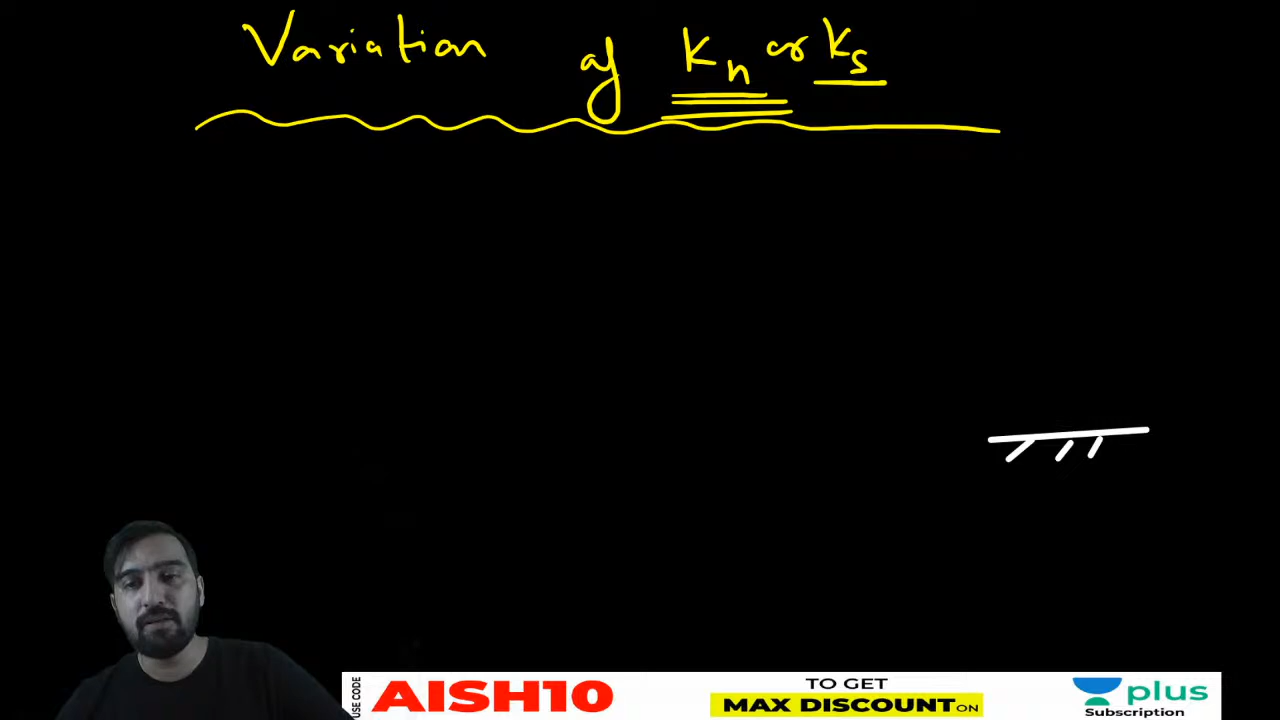 Variation of Kn or Ks
USE CODE
AISH10
TO GET
MAX DISCOUNT ON
plus
Subscription